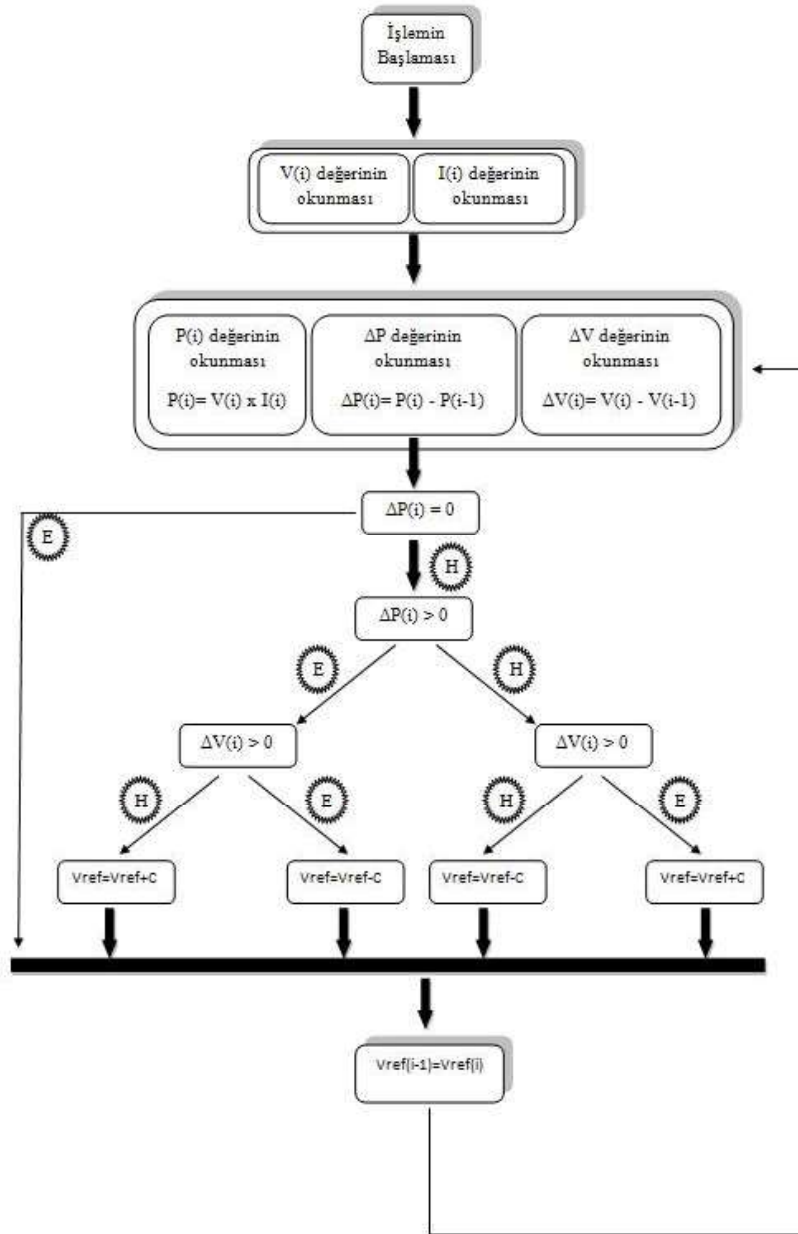 İşlemin
Başlaması
V(i) değerinin
okunması
I(i) değerinin
okunması
P(i) değerinin
okunması
P(i)= V(i) x I(i)
ΔP değerinin
okunması
ΔP(i)= P(i) - P(i-1)
ΔV değerinin
okunması
ΔV(i)= V(i) - V(i-1)
ΔP(i) = 0
E
H
ΔP(i) > 0
E
H
ΔV(i) > 0
ΔV(i) > 0
H
E
H
E
Vref=Vref+C
Vref=Vref-C
Vref=Vref-C
Vref=Vref+C
Vref(i-1)=Vref(i)